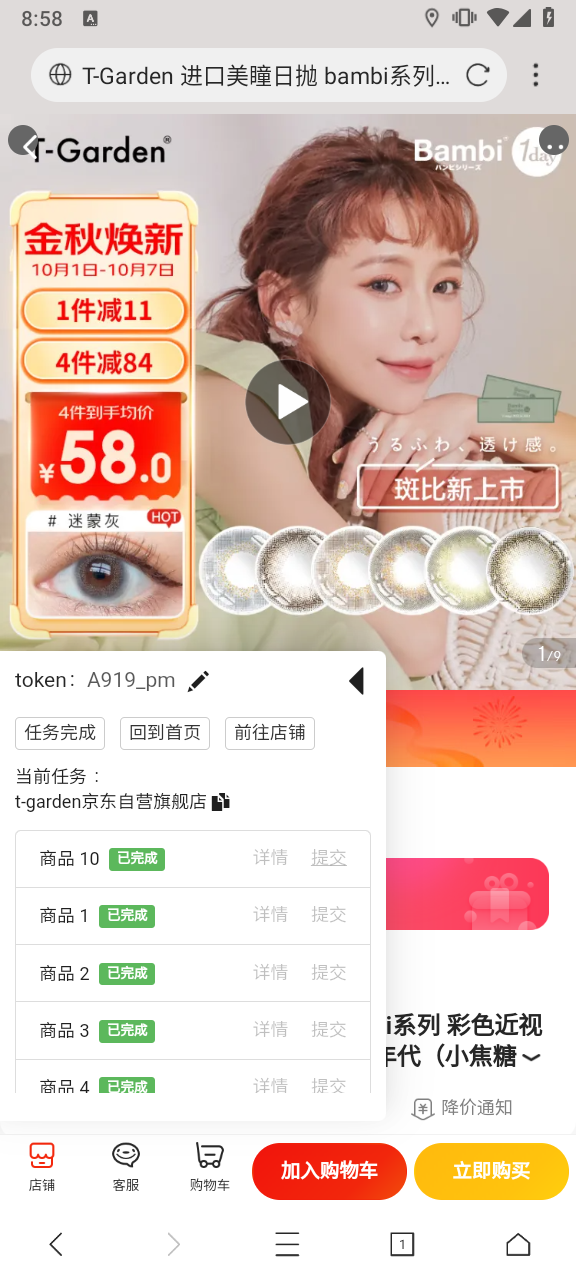 8:58
A
T-Garden 进口美瞳日抛 bambi系列...
T-Garden®
Bambi® 1day
バンビシリーズ
金秋焕新
10月1日-10月7日
1件减11
4件减84
4件到手均价
¥58.0
うるふわ、透け感。
斑比新上市
# 迷蒙灰 HOT
1/9
token： A919_pm
任务完成 回到首页 前往店铺
当前任务：
t-garden京东自营旗舰店
商品 10 已完成 详情 提交
商品 1 已完成 详情 提交
商品 2 已完成 详情 提交
商品 3 已完成 详情 提交
商品 4 已完成 详情 提交
i系列 彩色近视
年代（小焦糖
¥ 降价通知
店铺 客服 购物车 加入购物车 立即购买
1